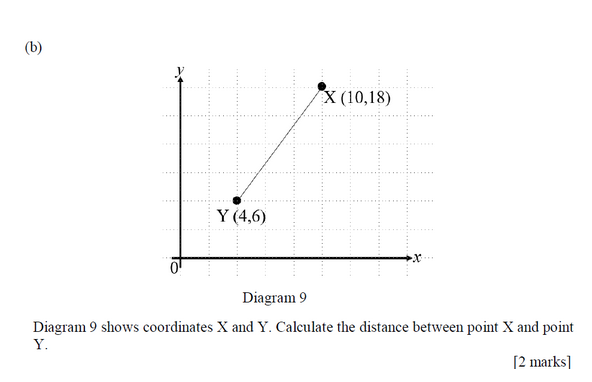 (b)
y
X (10,18)
Y (4,6)
0
x
Diagram 9
Diagram 9 shows coordinates X and Y. Calculate the distance between point X and point
Y.
[2 marks]